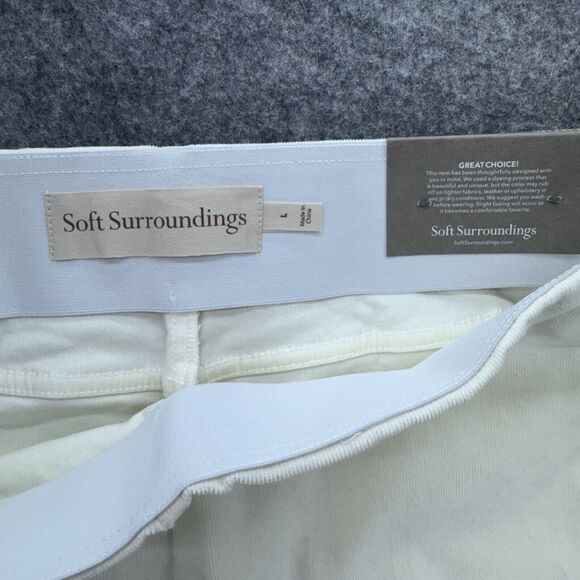 Soft Surroundings
L
Made in
China
GREAT CHOICE!
This item has been thoughtfully designed with
you in mind. We used a dyeing process that
is beautiful and unique, but the color may rub
off on lighter fabrics, leather or upholstery in
wet or dry conditions. We suggest you wash
before wearing. Slight fading will occur as
it becomes a comfortable favorite.
Soft Surroundings
SoftSurroundings.com